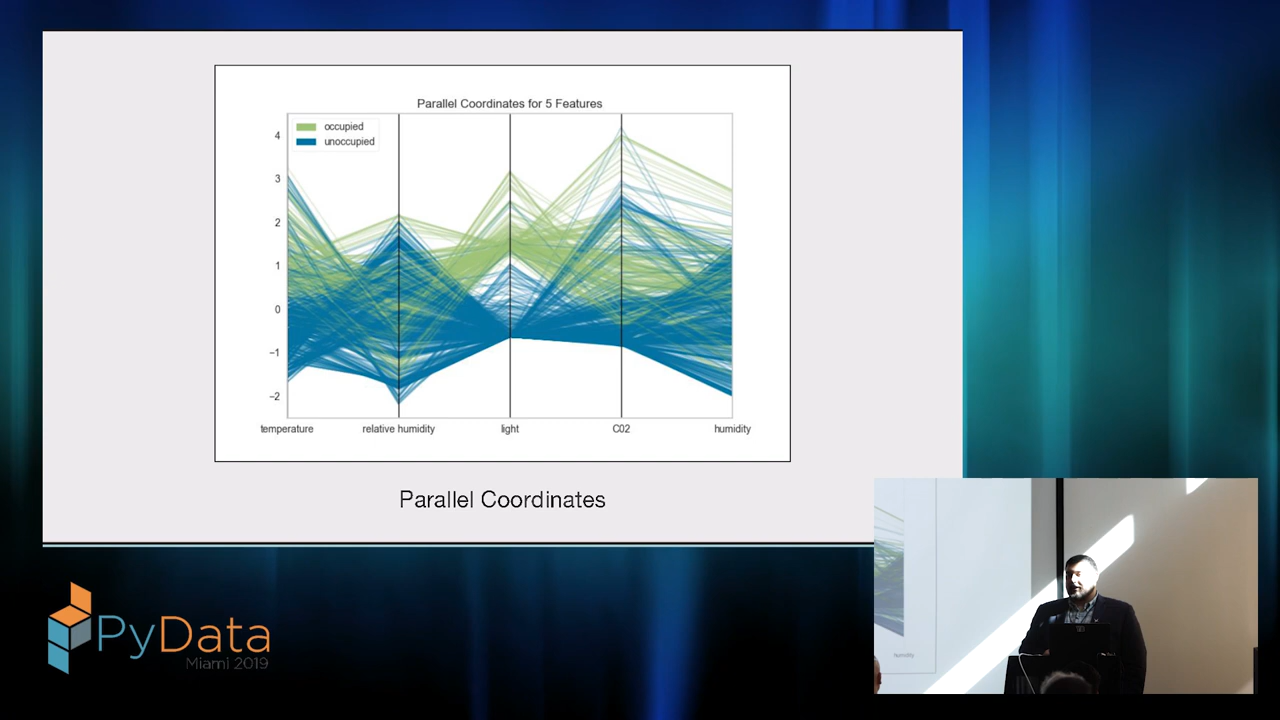 Parallel Coordinates for 5 Features
occupied
unoccupied
4
3
2
1
0
−1
−2
temperature
relative humidity
light
C02
humidity
Parallel Coordinates
humidity
PyData
Miami 2019